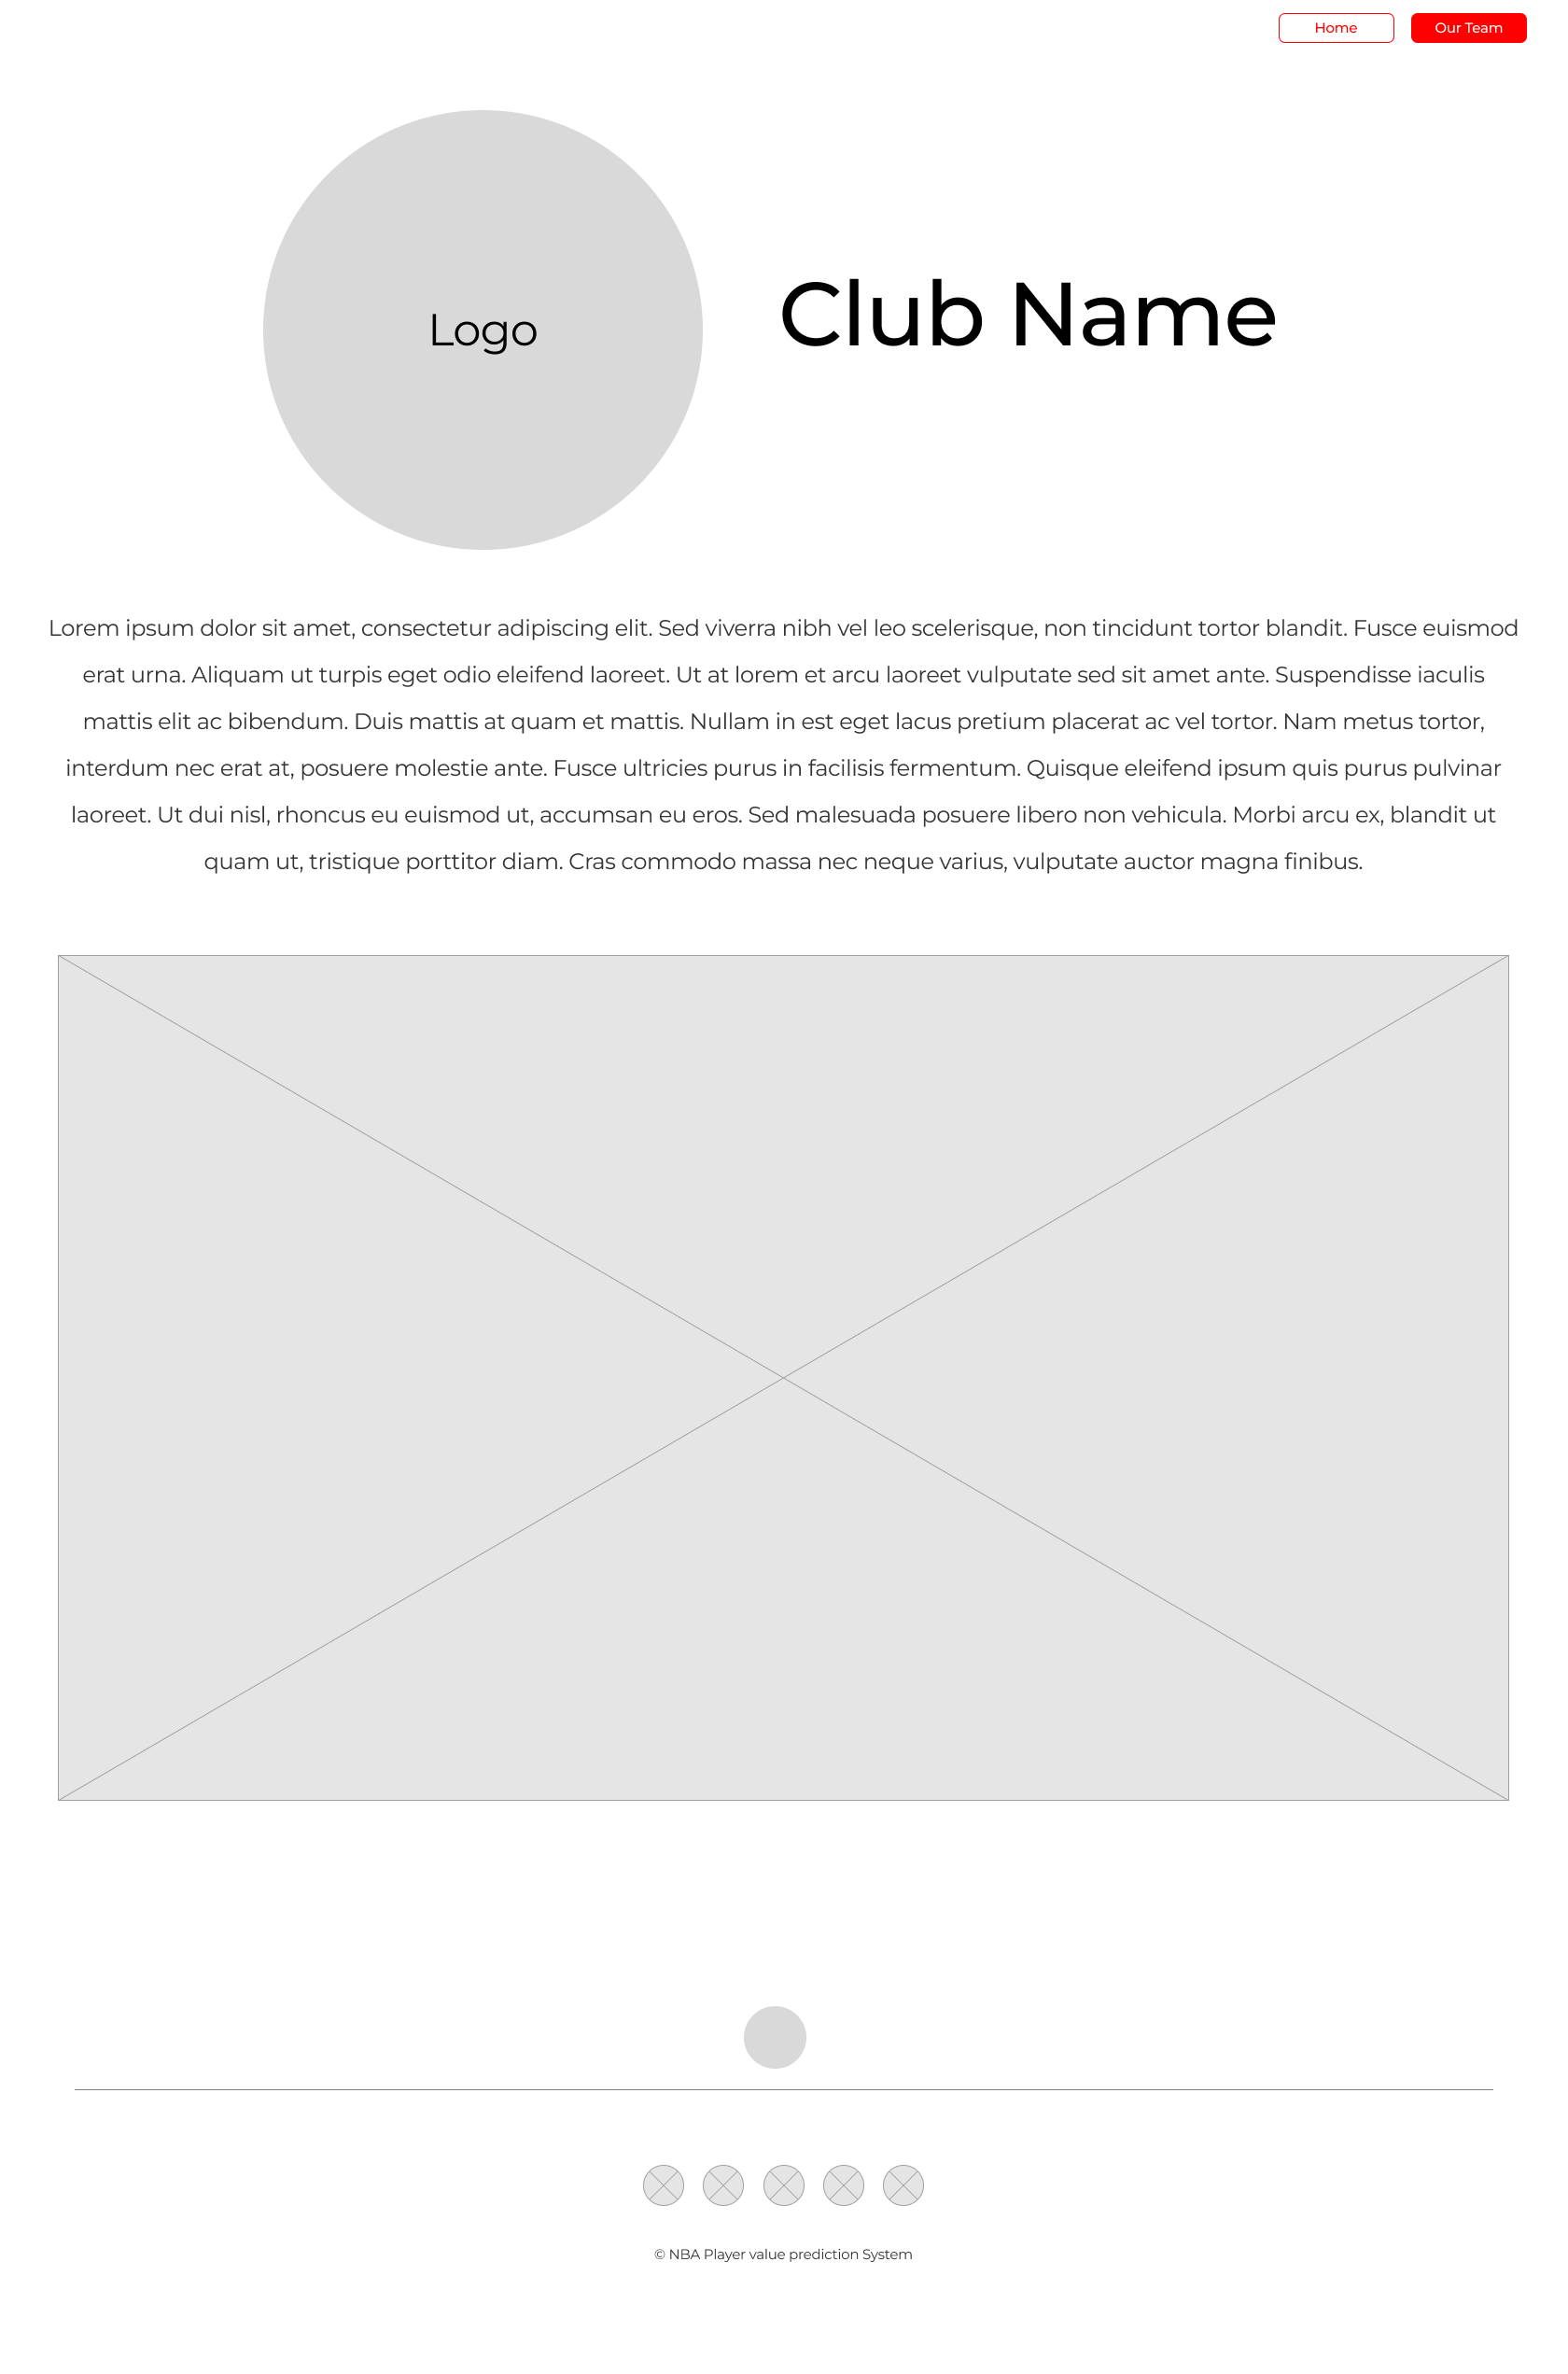 Home
Our Team
Logo
Club Name
Lorem ipsum dolor sit amet, consectetur adipiscing elit. Sed viverra nibh vel leo scelerisque, non tincidunt tortor blandit. Fusce euismod
erat urna. Aliquam ut turpis eget odio eleifend laoreet. Ut at lorem et arcu laoreet vulputate sed sit amet ante. Suspendisse iaculis
mattis elit ac bibendum. Duis mattis at quam et mattis. Nullam in est eget lacus pretium placerat ac vel tortor. Nam metus tortor,
interdum nec erat at, posuere molestie ante. Fusce ultricies purus in facilisis fermentum. Quisque eleifend ipsum quis purus pulvinar
laoreet. Ut dui nisl, rhoncus eu euismod ut, accumsan eu eros. Sed malesuada posuere libero non vehicula. Morbi arcu ex, blandit ut
quam ut, tristique porttitor diam. Cras commodo massa nec neque varius, vulputate auctor magna finibus.
© NBA Player value prediction System